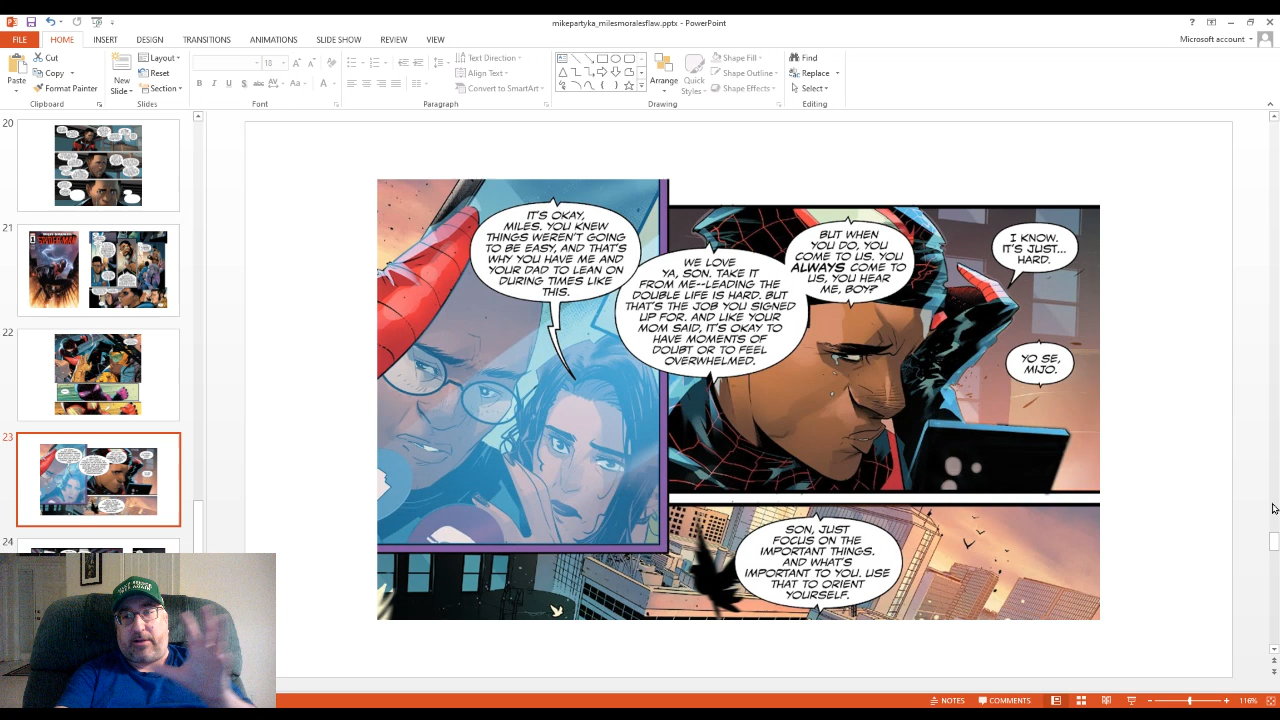 mikepartyka_milesmoralesflaw.pptx - PowerPoint
FILE HOME INSERT DESIGN TRANSITIONS ANIMATIONS SLIDE SHOW REVIEW VIEW
Microsoft account
Paste
Cut
Copy
Format Painter
Clipboard
New
Slide
Layout
Reset
Section
Slides
18
B I U S abc AV Aa A
Font
Text Direction
Align Text
Convert to SmartArt
Paragraph
Arrange
Quick
Styles
Shape Fill
Shape Outline
Shape Effects
Drawing
Find
Replace
Select
Editing
20
21
22
23
24
IT'S OKAY,
MILES. YOU KNEW
THINGS WEREN'T GOING
TO BE EASY, AND THAT'S
WHY YOU HAVE ME AND
YOUR DAD TO LEAN ON
DURING TIMES LIKE
THIS.
WE LOVE
YA, SON. TAKE IT
FROM ME--LEADING THE
DOUBLE LIFE IS HARD. BUT
THAT'S THE JOB YOU SIGNED
UP FOR. AND LIKE YOUR
MOM SAID, IT'S OKAY TO
HAVE MOMENTS OF
DOUBT OR TO FEEL
OVERWHELMED.
BUT WHEN
YOU DO, YOU
COME TO US. YOU
ALWAYS COME TO
US, YOU HEAR
ME, BOY?
I KNOW.
IT'S JUST...
HARD.
YO SE,
MIJO.
SON, JUST
FOCUS ON THE
IMPORTANT THINGS.
AND WHAT'S
IMPORTANT TO YOU. USE
THAT TO ORIENT
YOURSELF.
NOTES COMMENTS 116%